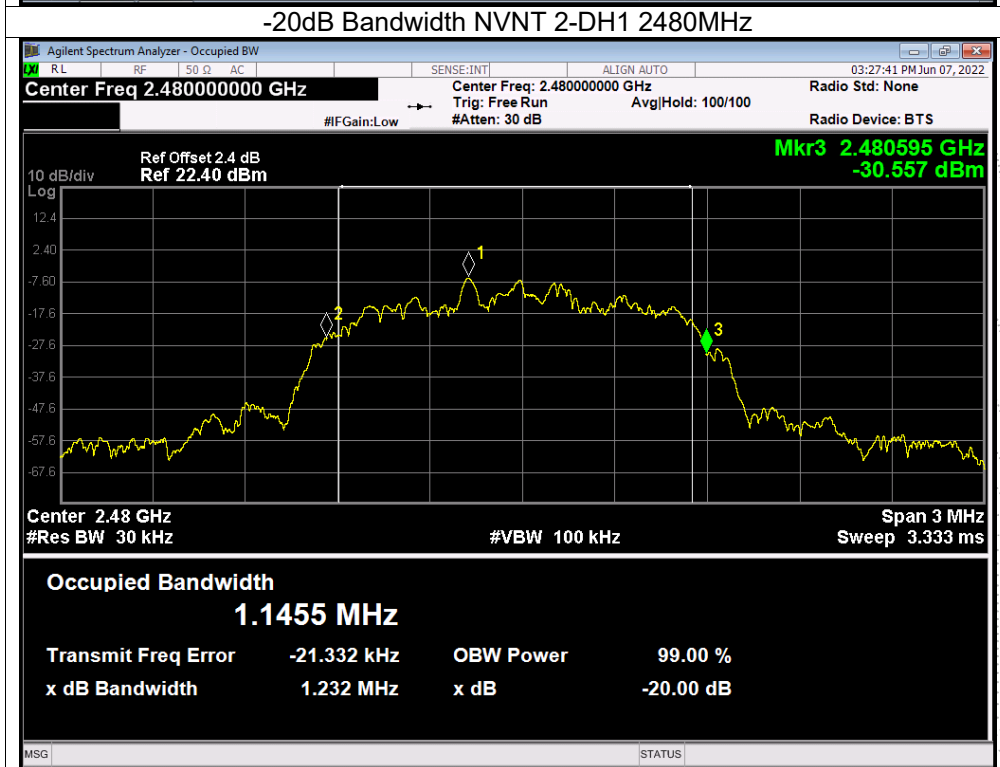 -20dB Bandwidth NVNT 2-DH1 2480MHz
Agilent Spectrum Analyzer - Occupied BW
LXI RL RF 50 Ω AC SENSE:INT ALIGN AUTO 03:27:41 PM Jun 07, 2022
Center Freq 2.480000000 GHz Center Freq: 2.480000000 GHz Radio Std: None
Trig: Free Run Avg|Hold: 100/100
#IFGain:Low #Atten: 30 dB Radio Device: BTS
Mkr3 2.480595 GHz
Ref Offset 2.4 dB
10 dB/div Ref 22.40 dBm -30.557 dBm
Log
12.4
2.40
-7.60
-17.6
-27.6
-37.6
-47.6
-57.6
-67.6
1
2
3
Center 2.48 GHz Span 3 MHz
#Res BW 30 kHz #VBW 100 kHz Sweep 3.333 ms
Occupied Bandwidth
1.1455 MHz
Transmit Freq Error -21.332 kHz OBW Power 99.00 %
x dB Bandwidth 1.232 MHz x dB -20.00 dB
MSG STATUS